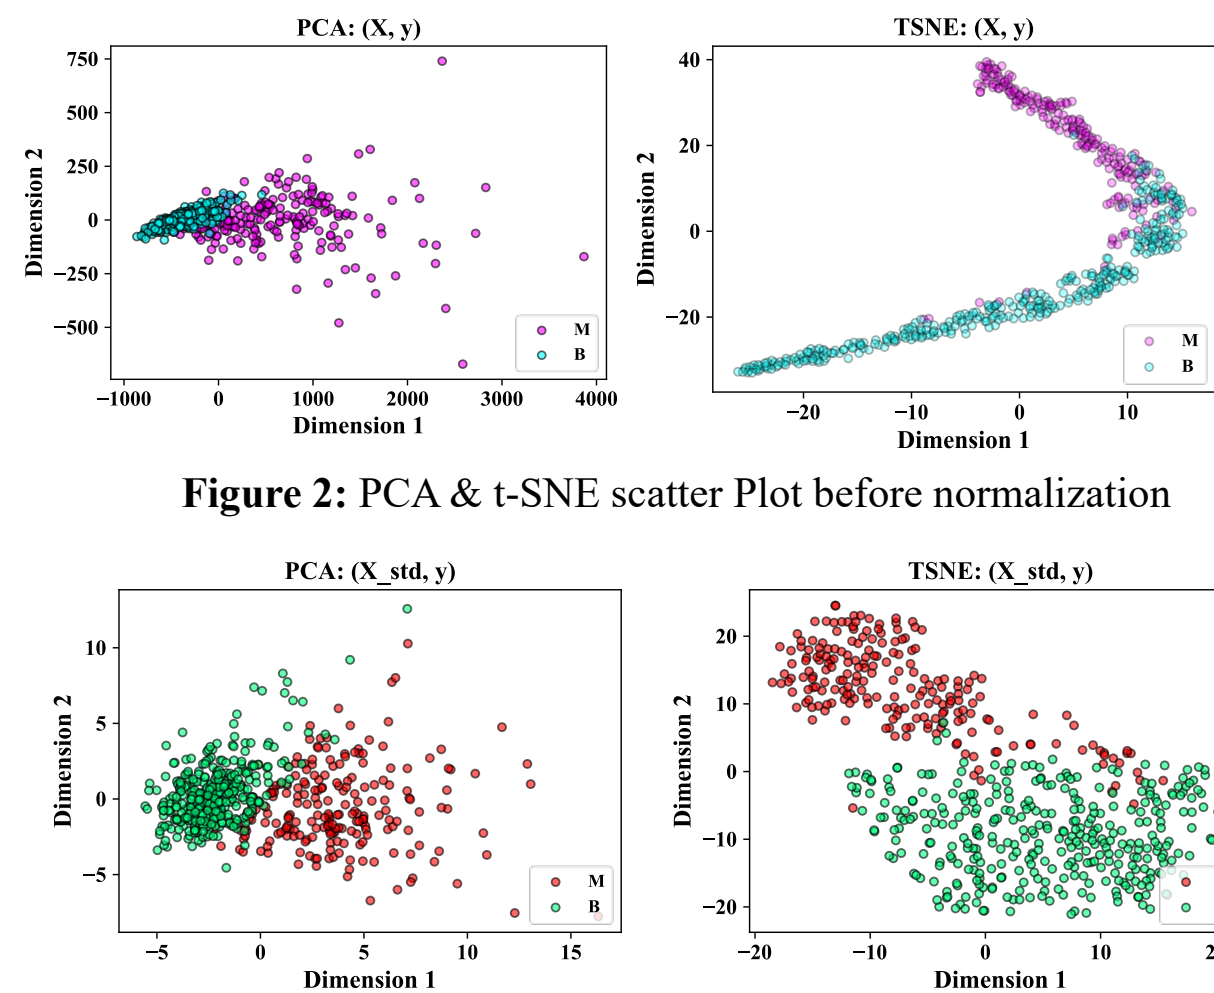 PCA: (X, y)
750
500
250
0
−250
−500
−1000 0 1000 2000 3000 4000
Dimension 1
Dimension 2
M
B
TSNE: (X, y)
40
20
0
−20
−20 −10 0 10
Dimension 1
Dimension 2
M
B
Figure 2: PCA & t-SNE scatter Plot before normalization
PCA: (X_std, y)
10
5
0
−5
−5 0 5 10 15
Dimension 1
Dimension 2
M
B
TSNE: (X_std, y)
20
10
0
−10
−20
−20 −10 0 10 2
Dimension 1
Dimension 2